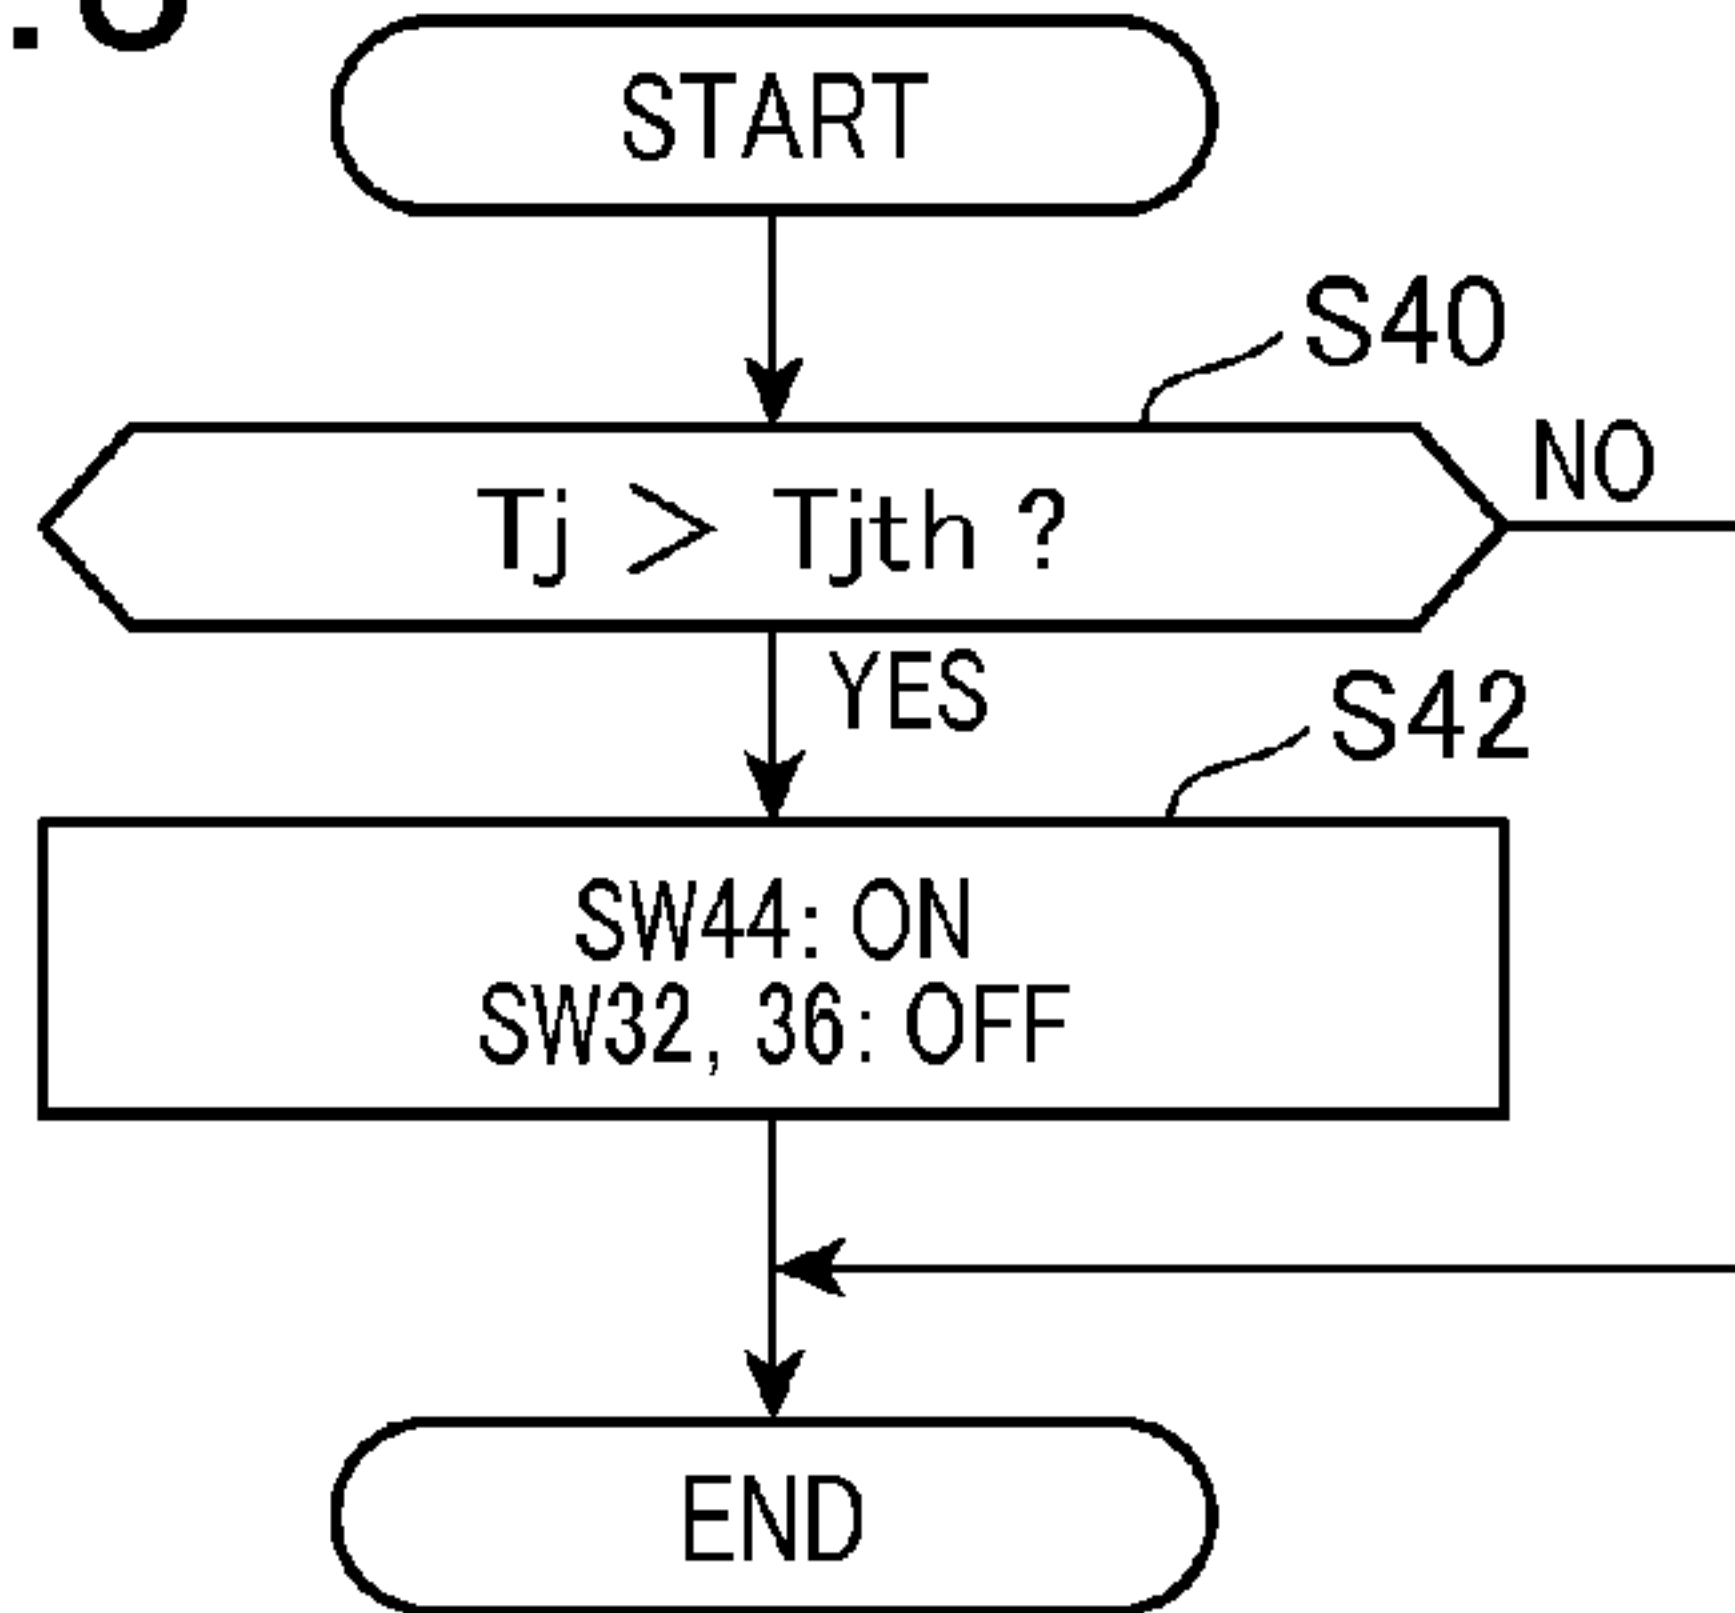 START
S40
Tj > Tjth ?
NO
YES
S42
SW44: ON
SW32, 36: OFF
END